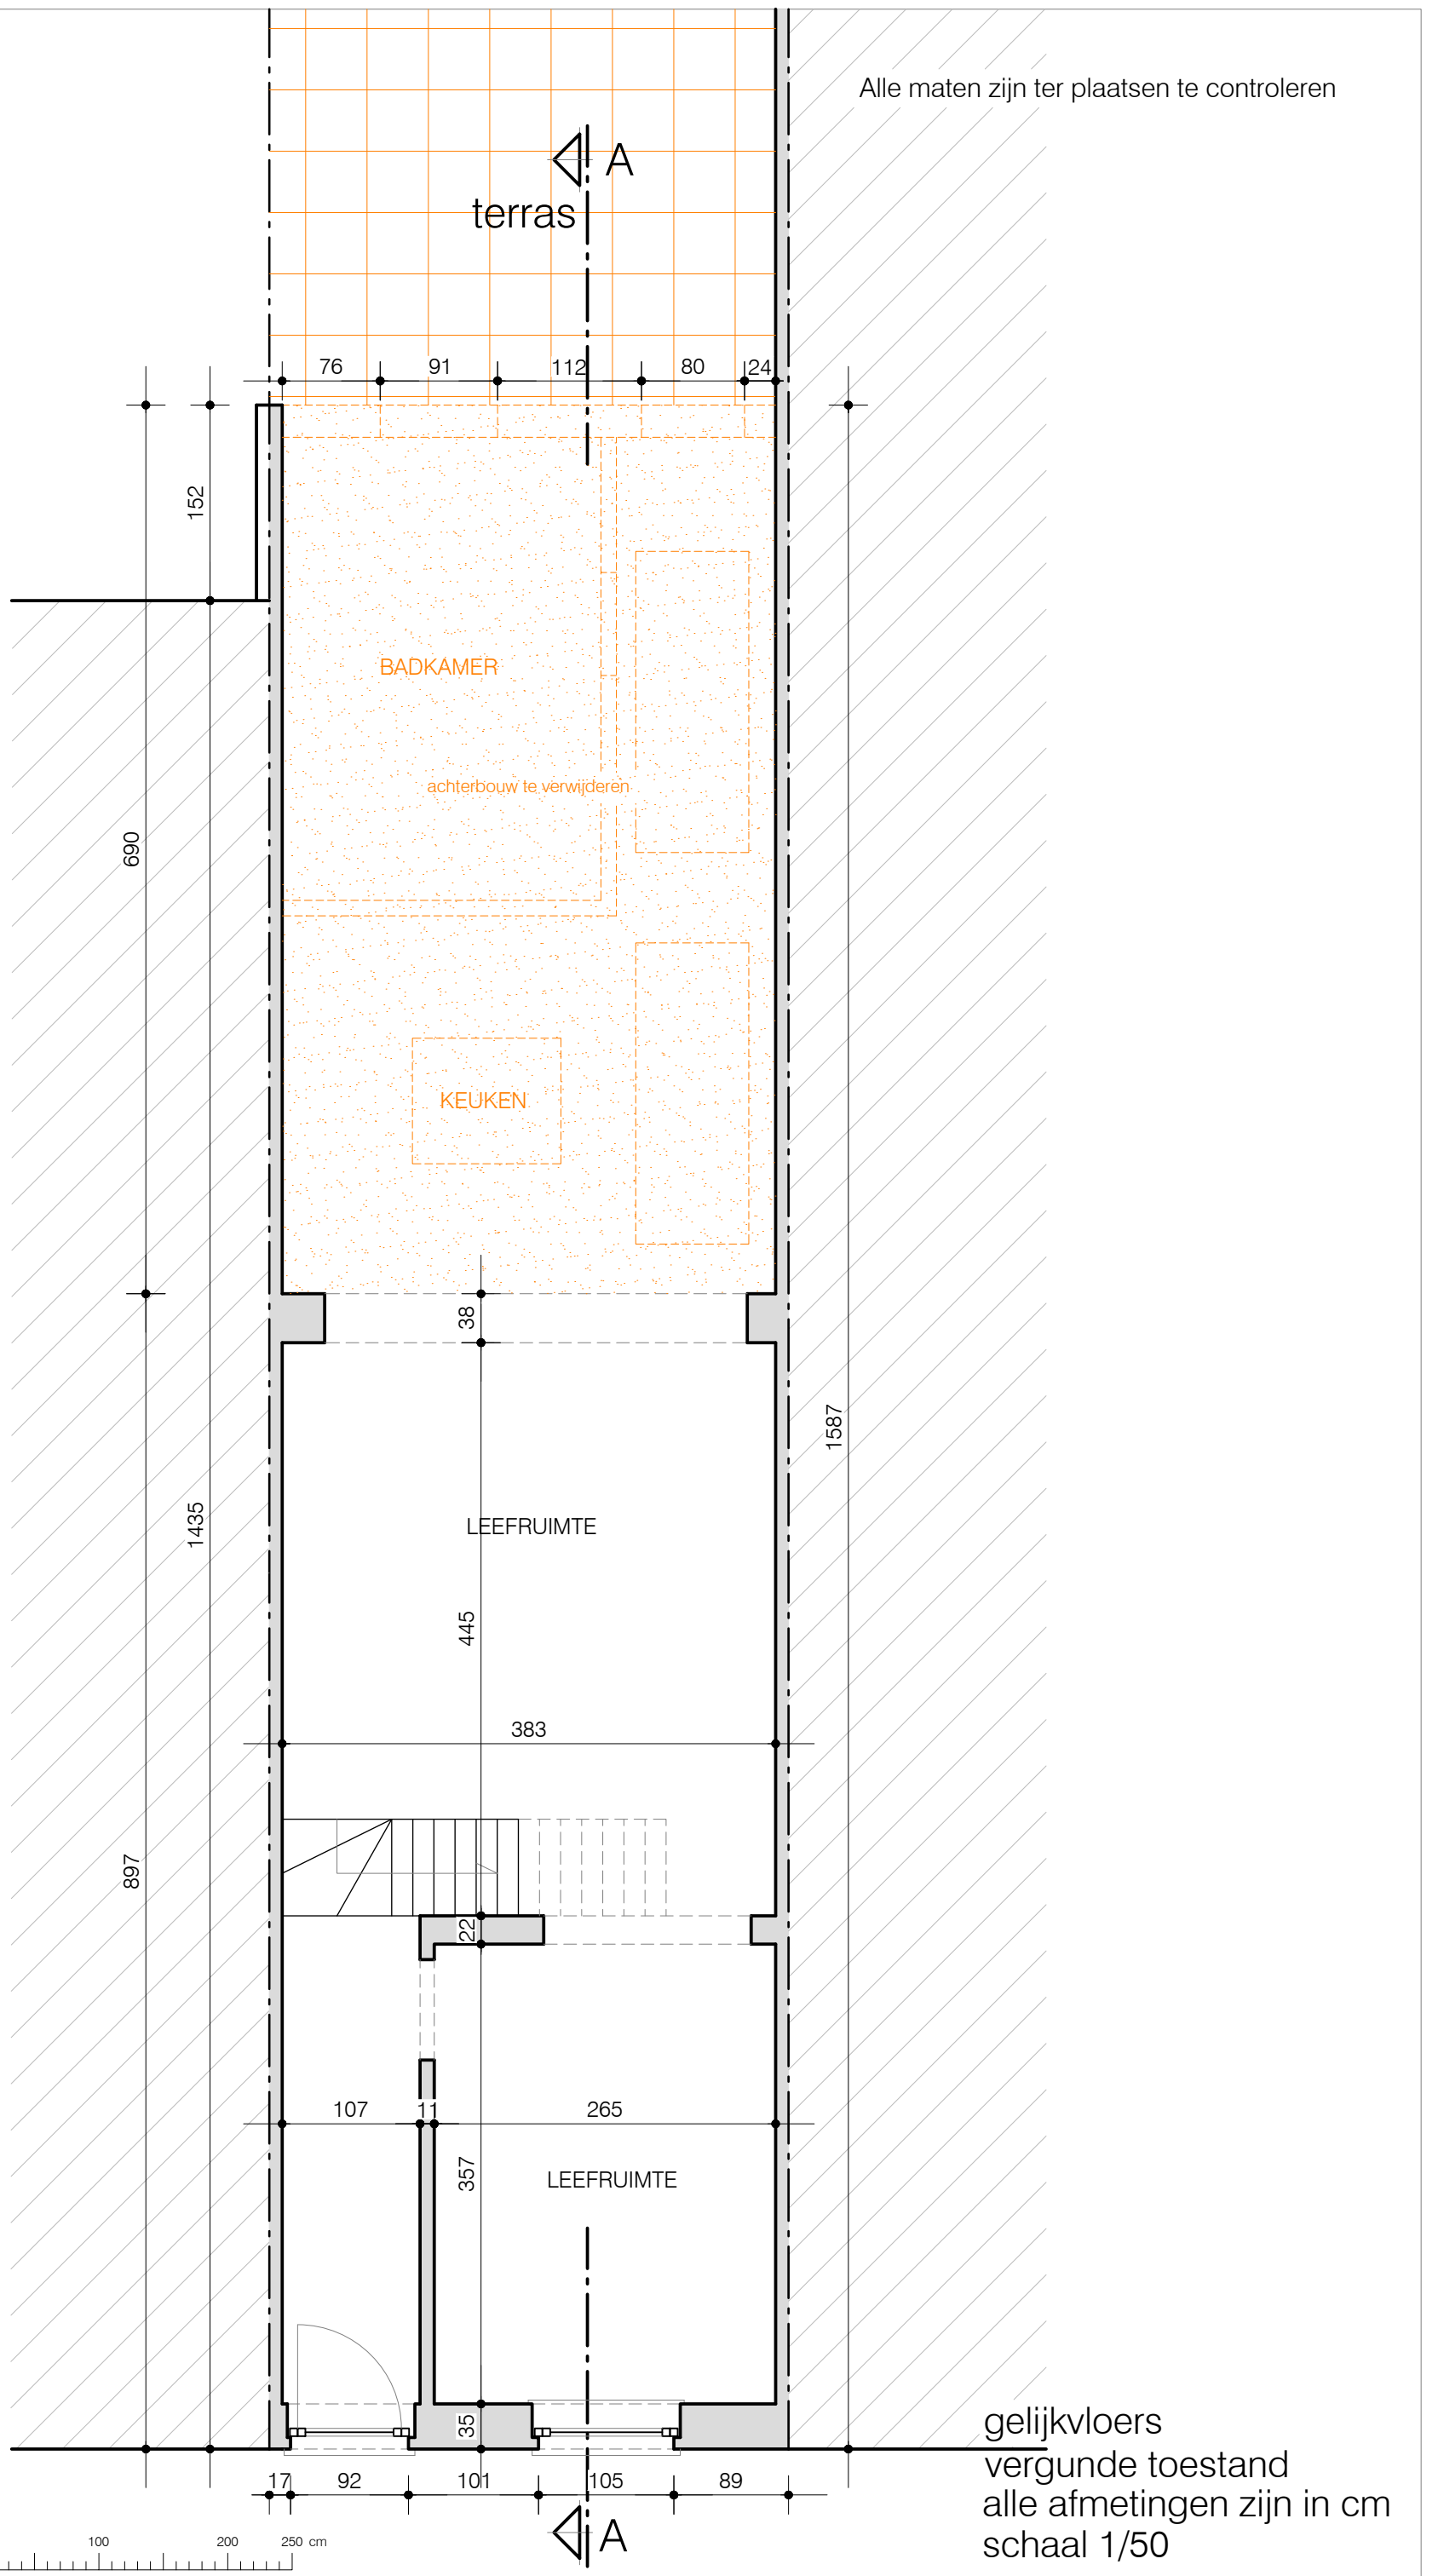 Alle maten zijn ter plaatsen te controleren
A
terras
76
91
112
80
24
152
BADKAMER
achterbouw te verwijderen
690
KEUKEN
38
1587
1435
LEEFRUIMTE
445
383
897
22
107
11
265
357
LEEFRUIMTE
35
gelijkvloers
vergunde toestand
alle afmetingen zijn in cm
schaal 1/50
17
92
101
105
89
A
100
200
250 cm